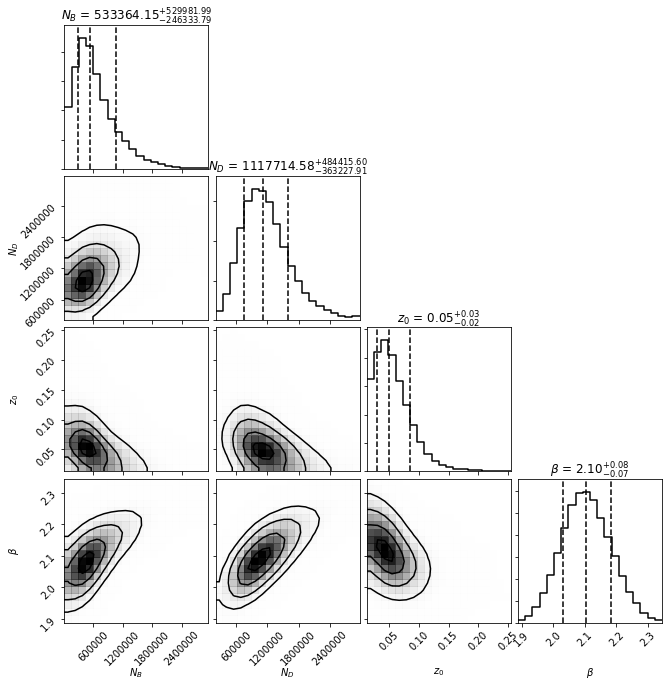 N_B = 533364.15^{+529981.99}_{-246333.79}
N_D = 1117714.58^{+484415.60}_{-363227.91}
N_D
2400000
1800000
1200000
600000
z_0 = 0.05^{+0.03}_{-0.02}
z_0
0.25
0.20
0.15
0.10
0.05
β = 2.10^{+0.08}_{-0.07}
β
2.3
2.2
2.1
2.0
1.9
600000 1200000 1800000 2400000
N_B
600000 1200000 1800000 2400000
N_D
0.05 0.10 0.15 0.20 0.25
z_0
1.9 2.0 2.1 2.2 2.3
β